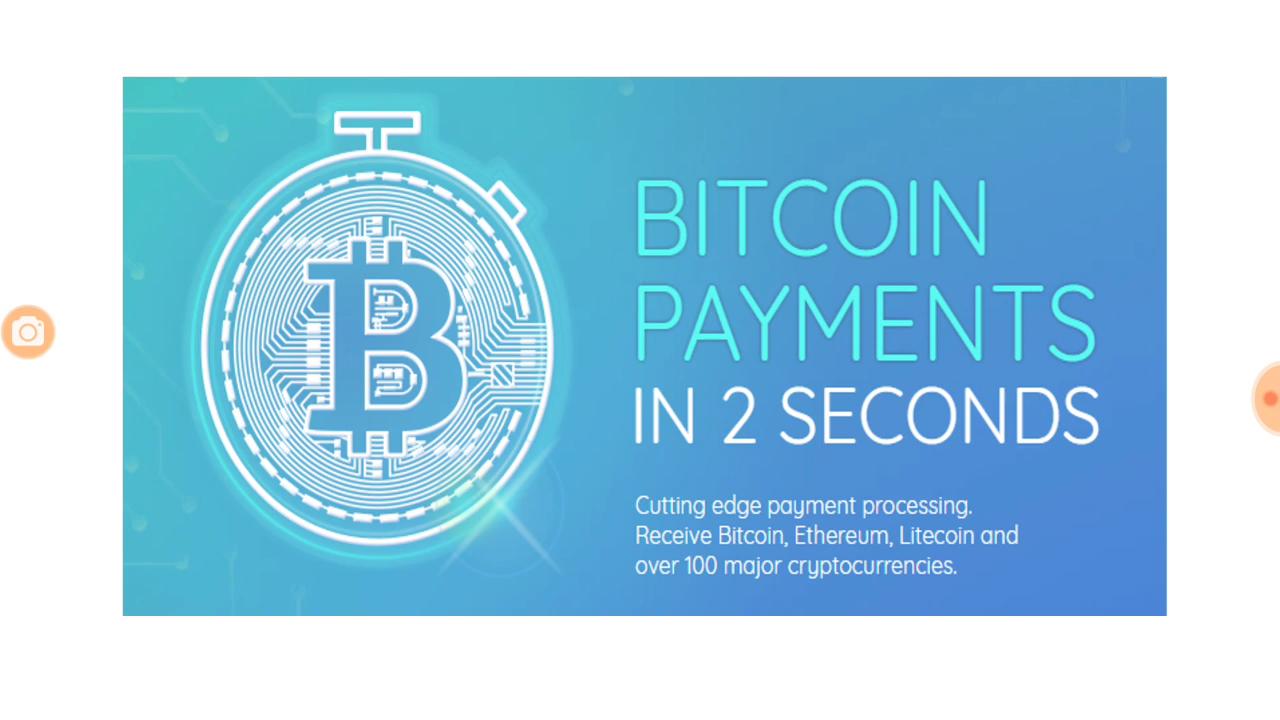 BITCOIN
PAYMENTS
IN 2 SECONDS
Cutting edge payment processing.
Receive Bitcoin, Ethereum, Litecoin and
over 100 major cryptocurrencies.